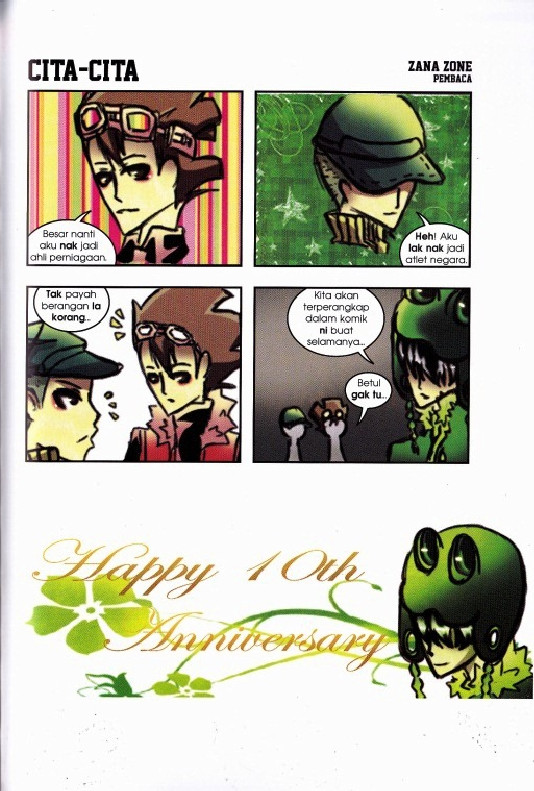 CITA-CITA
ZANA ZONE
PEMBACA
Besar nanti
aku nak jadi
ahli perniagaan.
Heh! Aku
lak nak jadi
atlet negara.
Tak payah
berangan la
korang...
Kita akan
terperangkap
dalam komik
ni buat
selamanya...
Betul
gak tu...
Happy 10th
Anniversary